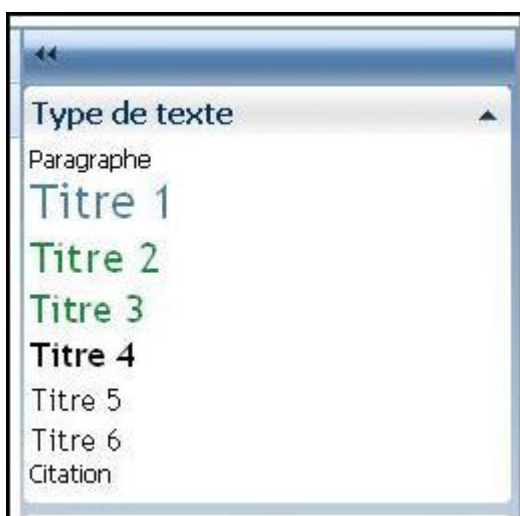 Type de texte
Paragraphe
Titre 1
Titre 2
Titre 3
Titre 4
Titre 5
Titre 6
Citation